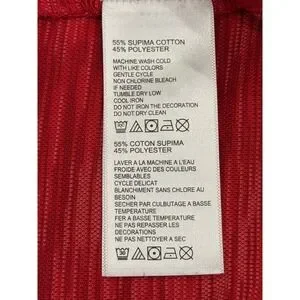 55% SUPIMA COTTON
45% POLYESTER
MACHINE WASH COLD
WITH LIKE COLORS
GENTLE CYCLE
NON CHLORINE BLEACH
IF NEEDED
TUMBLE DRY LOW
COOL IRON
DO NOT IRON THE DECORATION
DO NOT DRY CLEAN
55% COTON SUPIMA
45% POLYESTER
LAVER A LA MACHINE A L'EAU
FROIDE AVEC DES COULEURS
SEMBLABLES
CYCLE DELICAT
BLANCHIMENT SANS CHLORE AU
BESOIN
SECHER PAR CULBUTAGE A BASSE
TEMPERATURE
FER A BASSE TEMPERATURE
NE PAS REPASSER LES
DECORATION
NE PAS NETTOYER A SEC